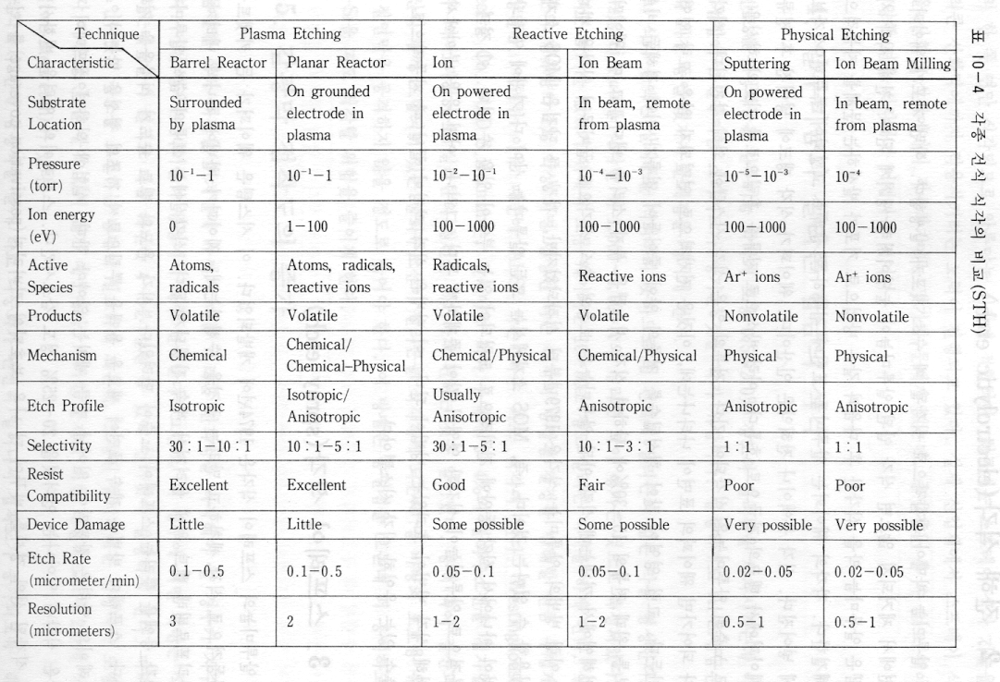 표 10-4 각종 건식 식각의 비교(STH)
Technique Plasma Etching Reactive Etching Physical Etching
Characteristic Barrel Reactor Planar Reactor Ion Ion Beam Sputtering Ion Beam Milling
Substrate Location Surrounded by plasma On grounded electrode in plasma On powered electrode in plasma In beam, remote from plasma On powered electrode in plasma In beam, remote from plasma
Pressure (torr) 10⁻¹−1 10⁻¹−1 10⁻²−10⁻¹ 10⁻⁴−10⁻³ 10⁻⁵−10⁻³ 10⁻⁴
Ion energy (eV) 0 1−100 100−1000 100−1000 100−1000 100−1000
Active Species Atoms, radicals Atoms, radicals, reactive ions Radicals, reactive ions Reactive ions Ar⁺ ions Ar⁺ ions
Products Volatile Volatile Volatile Volatile Nonvolatile Nonvolatile
Mechanism Chemical Chemical/ Chemical–Physical Chemical/Physical Chemical/Physical Physical Physical
Etch Profile Isotropic Isotropic/ Anisotropic Usually Anisotropic Anisotropic Anisotropic Anisotropic
Selectivity 30 : 1−10 : 1 10 : 1−5 : 1 30 : 1−5 : 1 10 : 1−3 : 1 1 : 1 1 : 1
Resist Compatibility Excellent Excellent Good Fair Poor Poor
Device Damage Little Little Some possible Some possible Very possible Very possible
Etch Rate (micrometer/min) 0.1−0.5 0.1−0.5 0.05−0.1 0.05−0.1 0.02−0.05 0.02−0.05
Resolution (micrometers) 3 2 1−2 1−2 0.5−1 0.5−1